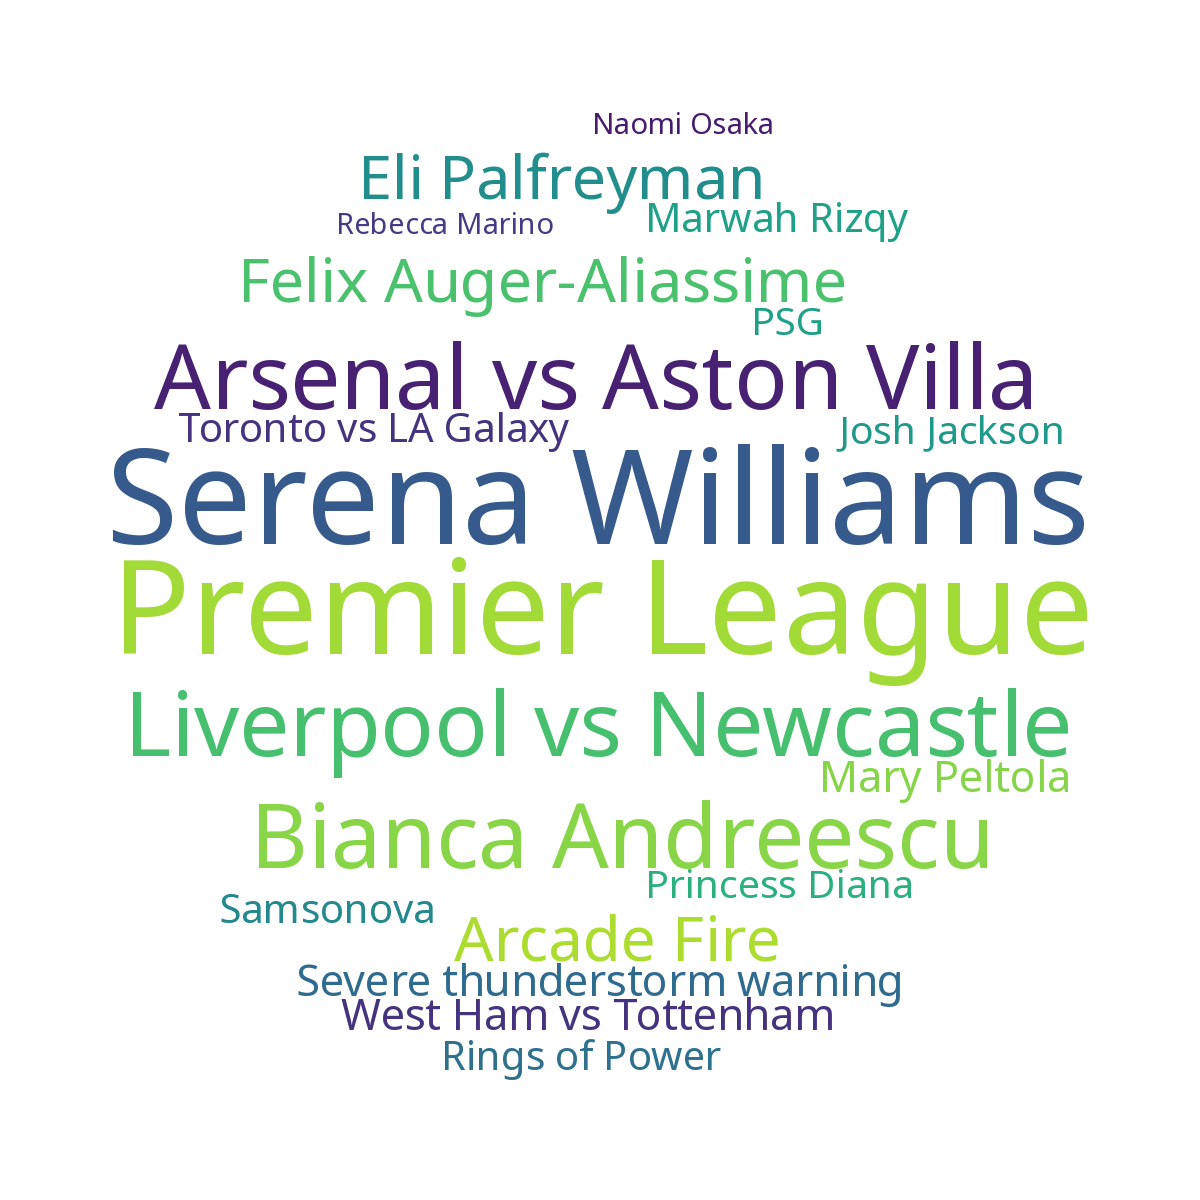 Naomi Osaka
Eli Palfreyman
Rebecca Marino
Marwah Rizqy
Felix Auger-Aliassime
PSG
Arsenal vs Aston Villa
Toronto vs LA Galaxy
Josh Jackson
Serena Williams
Premier League
Liverpool vs Newcastle
Mary Peltola
Bianca Andreescu
Princess Diana
Samsonova
Arcade Fire
Severe thunderstorm warning
West Ham vs Tottenham
Rings of Power